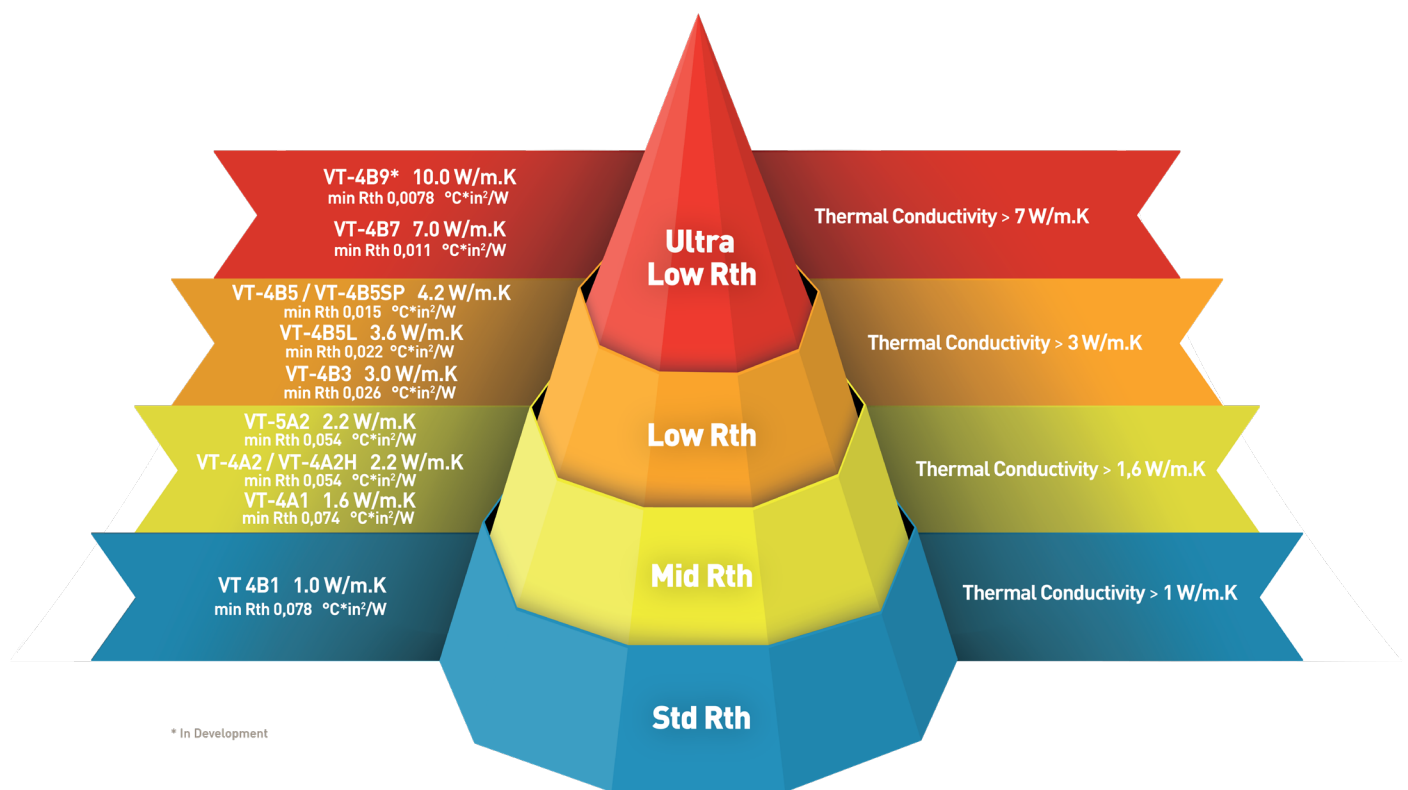 VT-4B9* 10.0 W/m.K
min Rth 0,0078 °C*in²/W
VT-4B7 7.0 W/m.K
min Rth 0,011 °C*in²/W
Ultra
Low Rth
Thermal Conductivity > 7 W/m.K
VT-4B5 / VT-4B5SP 4.2 W/m.K
min Rth 0,015 °C*in²/W
VT-4B5L 3.6 W/m.K
min Rth 0,022 °C*in²/W
VT-4B3 3.0 W/m.K
min Rth 0,026 °C*in²/W
Low Rth
Thermal Conductivity > 3 W/m.K
VT-5A2 2.2 W/m.K
min Rth 0,054 °C*in²/W
VT-4A2 / VT-4A2H 2.2 W/m.K
min Rth 0,054 °C*in²/W
VT-4A1 1.6 W/m.K
min Rth 0,074 °C*in²/W
Mid Rth
Thermal Conductivity > 1,6 W/m.K
VT 4B1 1.0 W/m.K
min Rth 0,078 °C*in²/W
Std Rth
Thermal Conductivity > 1 W/m.K
* In Development